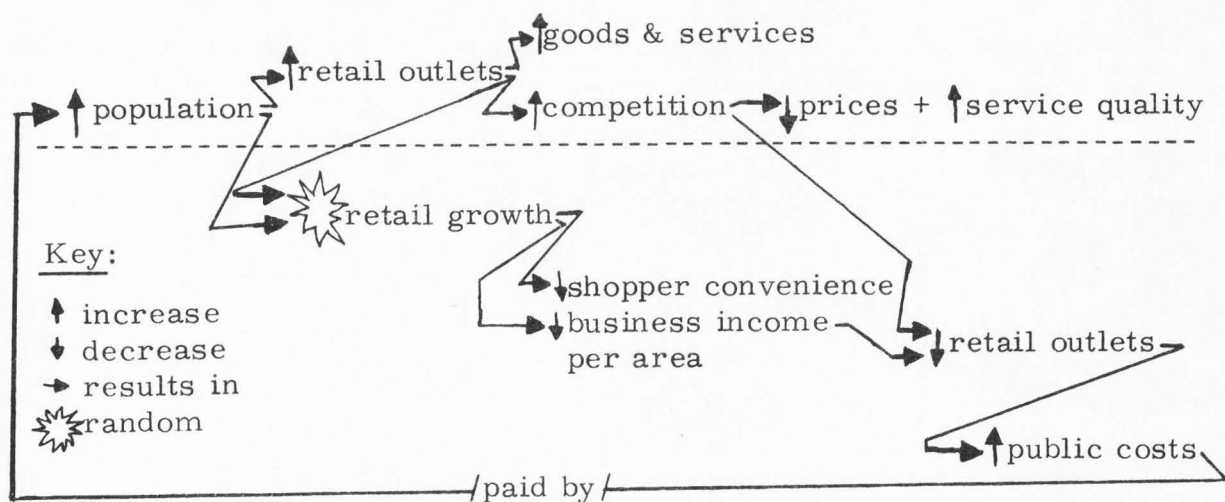 goods & services
retail outlets
population
competition
prices + service quality
retail growth
Key:
increase
decrease
results in
random
shopper convenience
business income
per area
retail outlets
public costs
/paid by/